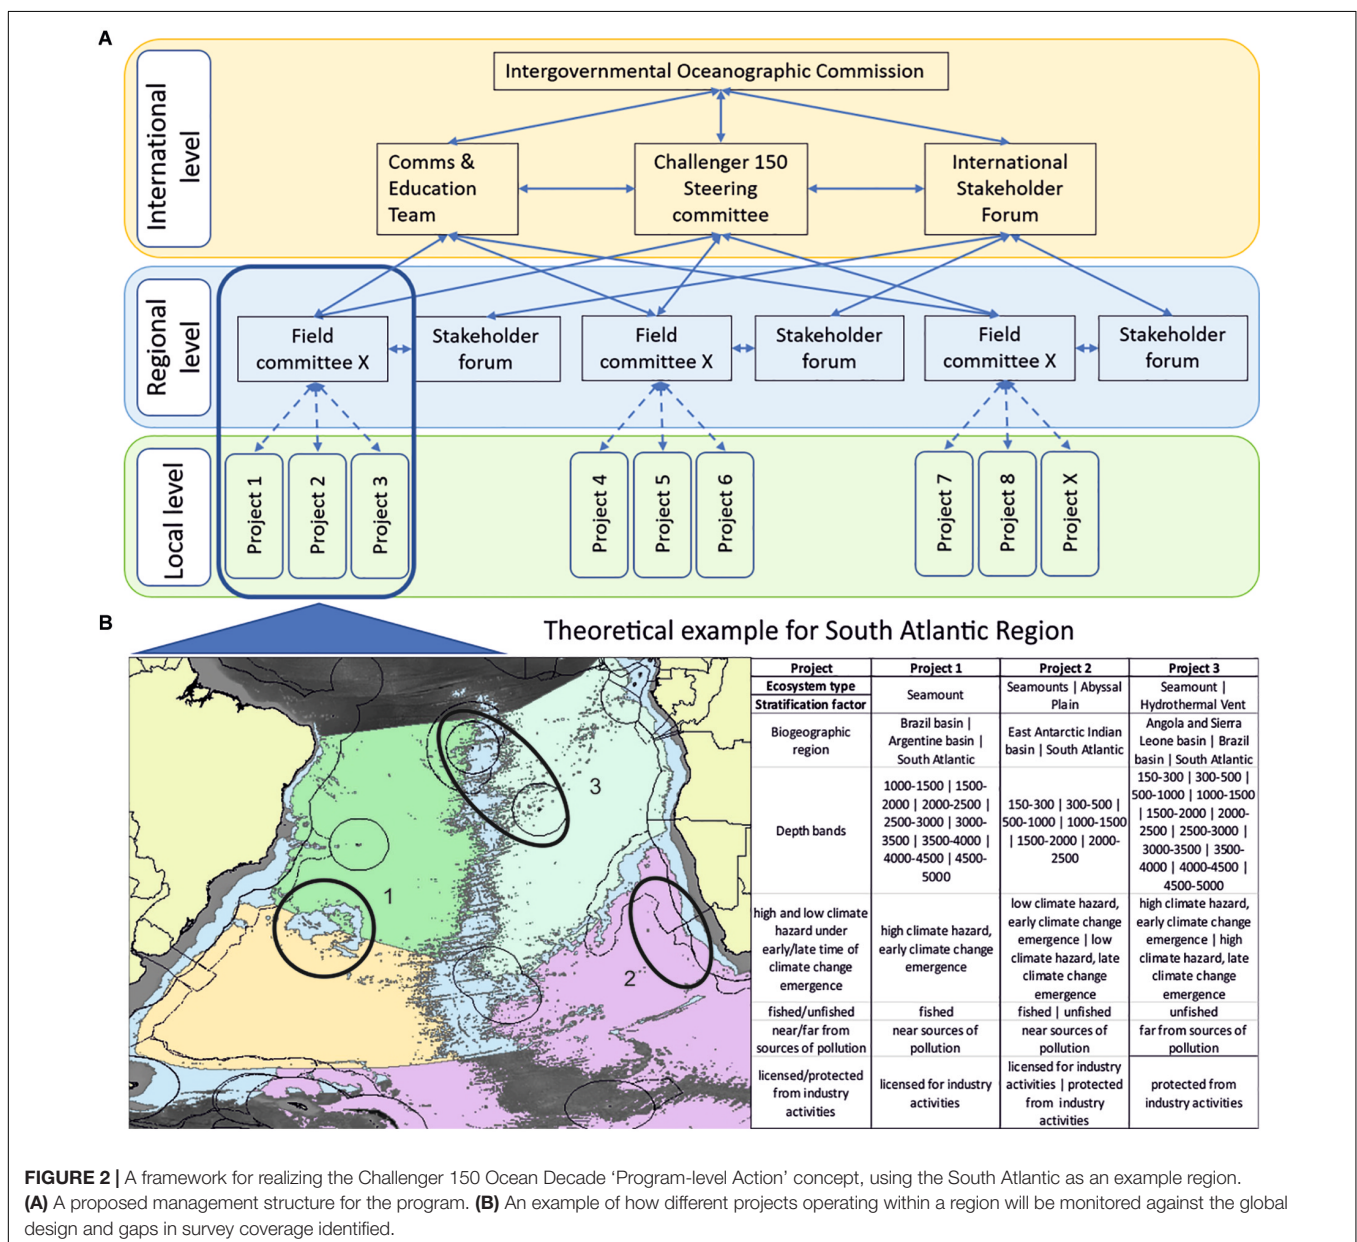 A
International
level
Intergovernmental Oceanographic Commission
Comms &
Education
Team
Challenger 150
Steering
committee
International
Stakeholder
Forum
Regional
level
Field
committee X
Stakeholder
forum
Field
committee X
Stakeholder
forum
Field
committee X
Stakeholder
forum
Local level
Project 1
Project 2
Project 3
Project 4
Project 5
Project 6
Project 7
Project 8
Project X
B
Theoretical example for South Atlantic Region
1
2
3
Project
Project 1
Project 2
Project 3
Ecosystem type
Stratification factor
Seamount
Seamounts | Abyssal
Plain
Seamount |
Hydrothermal Vent
Biogeographic
region
Brazil basin |
Argentine basin |
South Atlantic
East Antarctic Indian
basin | South Atlantic
Angola and Sierra
Leone basin | Brazil
basin | South Atlantic
Depth bands
1000-1500 | 1500-
2000 | 2000-2500 |
2500-3000 | 3000-
3500 | 3500-4000 |
4000-4500 | 4500-
5000
150-300 | 300-500 |
500-1000 | 1000-1500
| 1500-2000 | 2000-
2500
150-300 | 300-500 |
500-1000 | 1000-1500
| 1500-2000 | 2000-
2500 | 2500-3000 |
3000-3500 | 3500-
4000 | 4000-4500 |
4500-5000
high and low climate
hazard under
early/late time of
climate change
emergence
high climate hazard,
early climate change
emergence
low climate hazard,
early climate change
emergence | low
climate hazard, late
climate change
emergence
high climate hazard,
early climate change
emergence | high
climate hazard, late
climate change
emergence
fished/unfished
fished
fished | unfished
unfished
near/far from
sources of pollution
near sources of
pollution
near sources of
pollution
far from sources of
pollution
licensed/protected
from industry
activities
licensed for industry
activities
licensed for industry
activities | protected
from industry
activities
protected from
industry activities
FIGURE 2 | A framework for realizing the Challenger 150 Ocean Decade ‘Program-level Action’ concept, using the South Atlantic as an example region.
(A) A proposed management structure for the program. (B) An example of how different projects operating within a region will be monitored against the global
design and gaps in survey coverage identified.